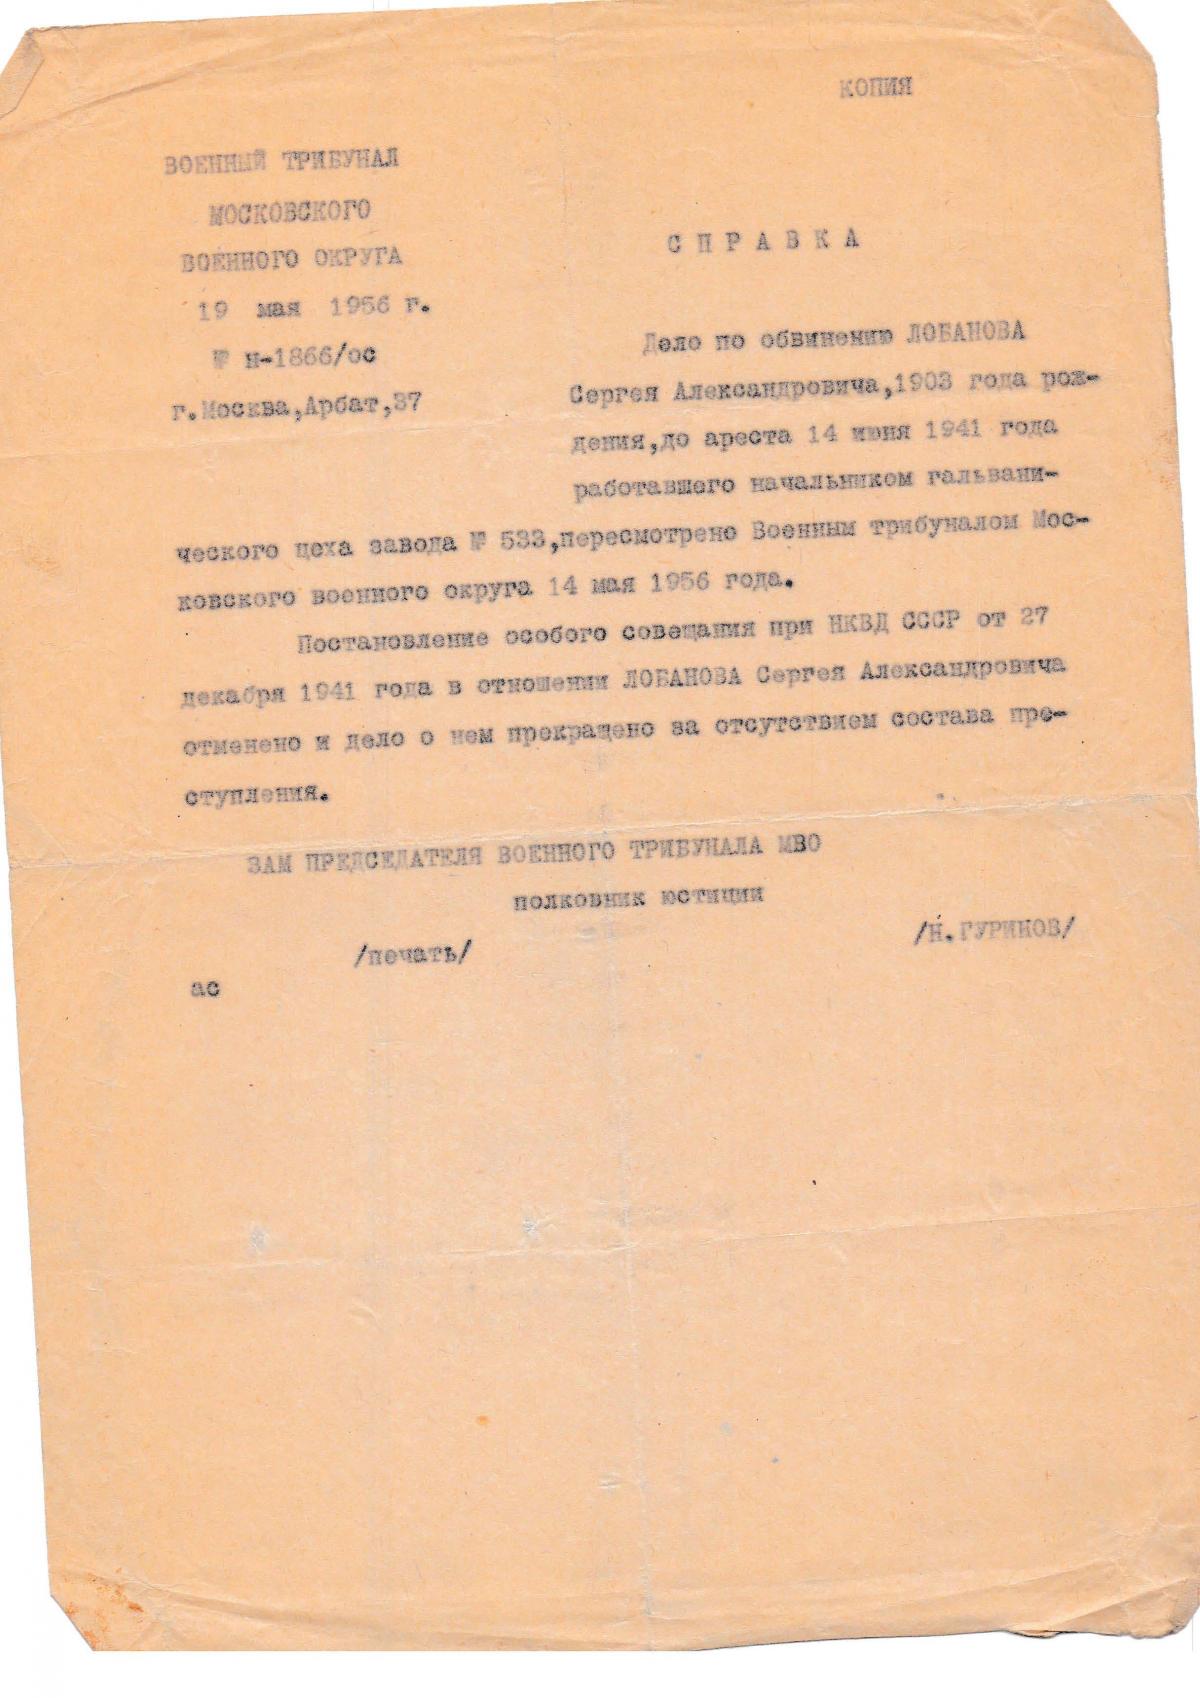 КОПИЯ
ВОЕННЫЙ ТРИБУНАЛ
МОСКОВСКОГО
ВОЕННОГО ОКРУГА
19 мая 1956 г.
№ н-1866/ос
г.Москва,Арбат,37
С П Р А В К А
Дело по обвинению ЛОБАНОВА
Сергея Александровича,1903 года рож-
дения,до ареста 14 июня 1941 года
работавшего начальником гальвани-
ческого цеха завода № 533,пересмотрено Военным трибуналом Мос-
ковского военного округа 14 мая 1956 года.
Постановление особого совещания при НКВД СССР от 27
декабря 1941 года в отношении ЛОБАНОВА Сергея Александровича
отменено и дело о нем прекращено за отсутствием состава пре-
ступления.
ЗАМ ПРЕДСЕДАТЕЛЯ ВОЕННОГО ТРИБУНАЛА МВО
полковник юстиции
/Н.ГУРИНОВ/
/печать/
ас